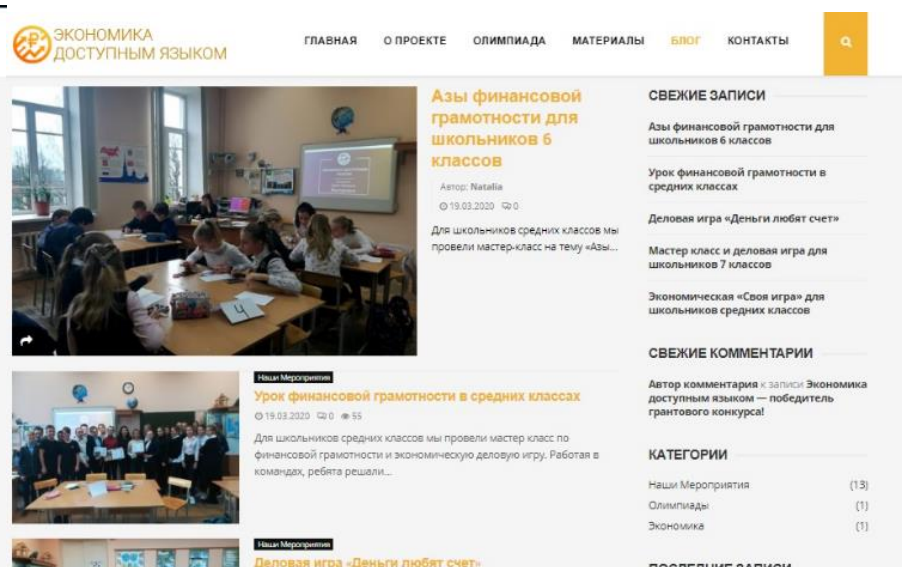 ЭКОНОМИКА
ДОСТУПНЫМ ЯЗЫКОМ
ГЛАВНАЯ О ПРОЕКТЕ ОЛИМПИАДА МАТЕРИАЛЫ БЛОГ КОНТАКТЫ
Азы финансовой
грамотности для
школьников 6
классов
Автор: Natalia
19.03.2020 0
Для школьников средних классов мы
провели мастер-класс на тему «Азы...
4
Наши Мероприятия
Урок финансовой грамотности в средних классах
19.03.2020 0 55
Для школьников средних классов мы провели мастер класс по
финансовой грамотности и экономическую деловую игру. Работая в
командах, ребята решали...
Наши Мероприятия
Деловая игра «Деньги любят счет»
СВЕЖИЕ ЗАПИСИ
Азы финансовой грамотности для
школьников 6 классов
Урок финансовой грамотности в
средних классах
Деловая игра «Деньги любят счет»
Мастер класс и деловая игра для
школьников 7 классов
Экономическая «Своя игра» для
школьников средних классов
СВЕЖИЕ КОММЕНТАРИИ
Автор комментария к записи Экономика
доступным языком — победитель
грантового конкурса!
КАТЕГОРИИ
Наши Мероприятия (13)
Олимпиады (1)
Экономика (1)
ПОСЛЕДНИЕ ЗАПИСИ